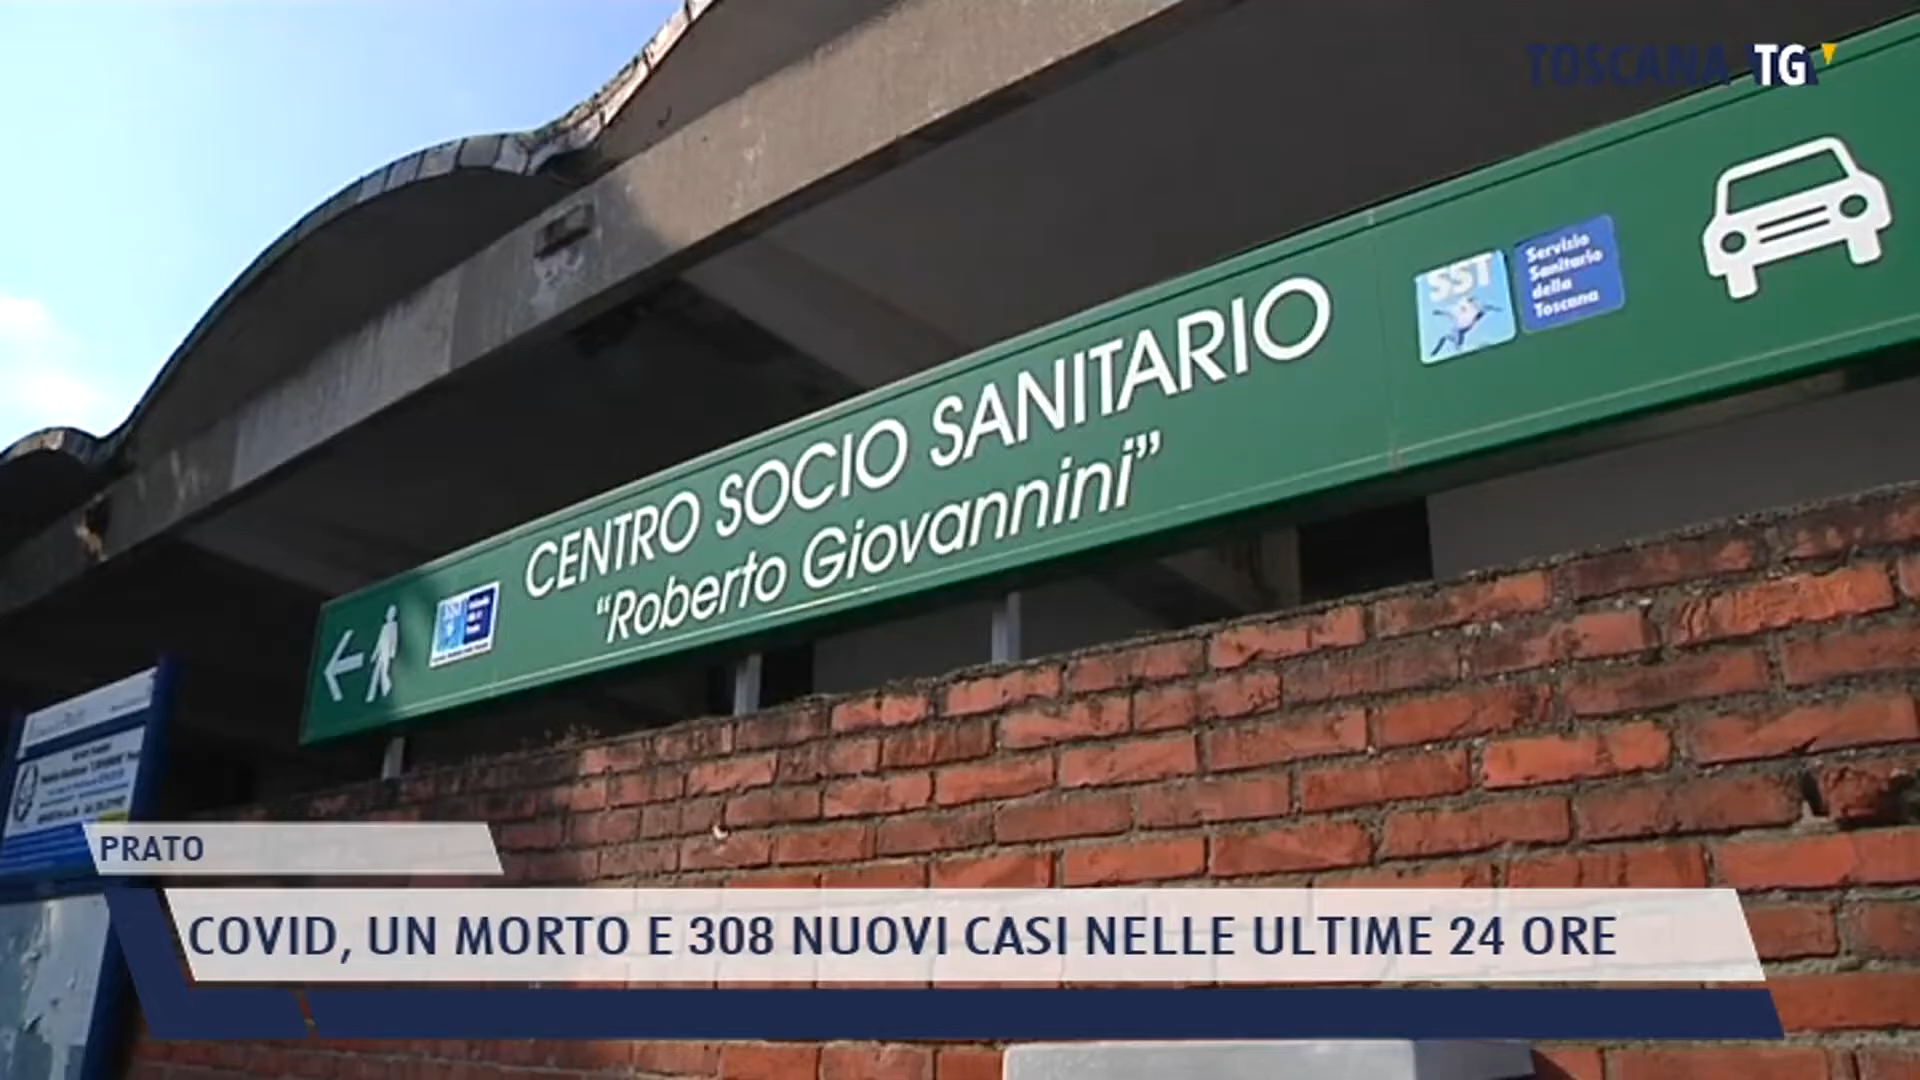 TOSCANA TG
Servizio
Sanitario
della
Toscana
SST
CENTRO SOCIO SANITARIO
“Roberto Giovannini”
PRATO
COVID, UN MORTO E 308 NUOVI CASI NELLE ULTIME 24 ORE